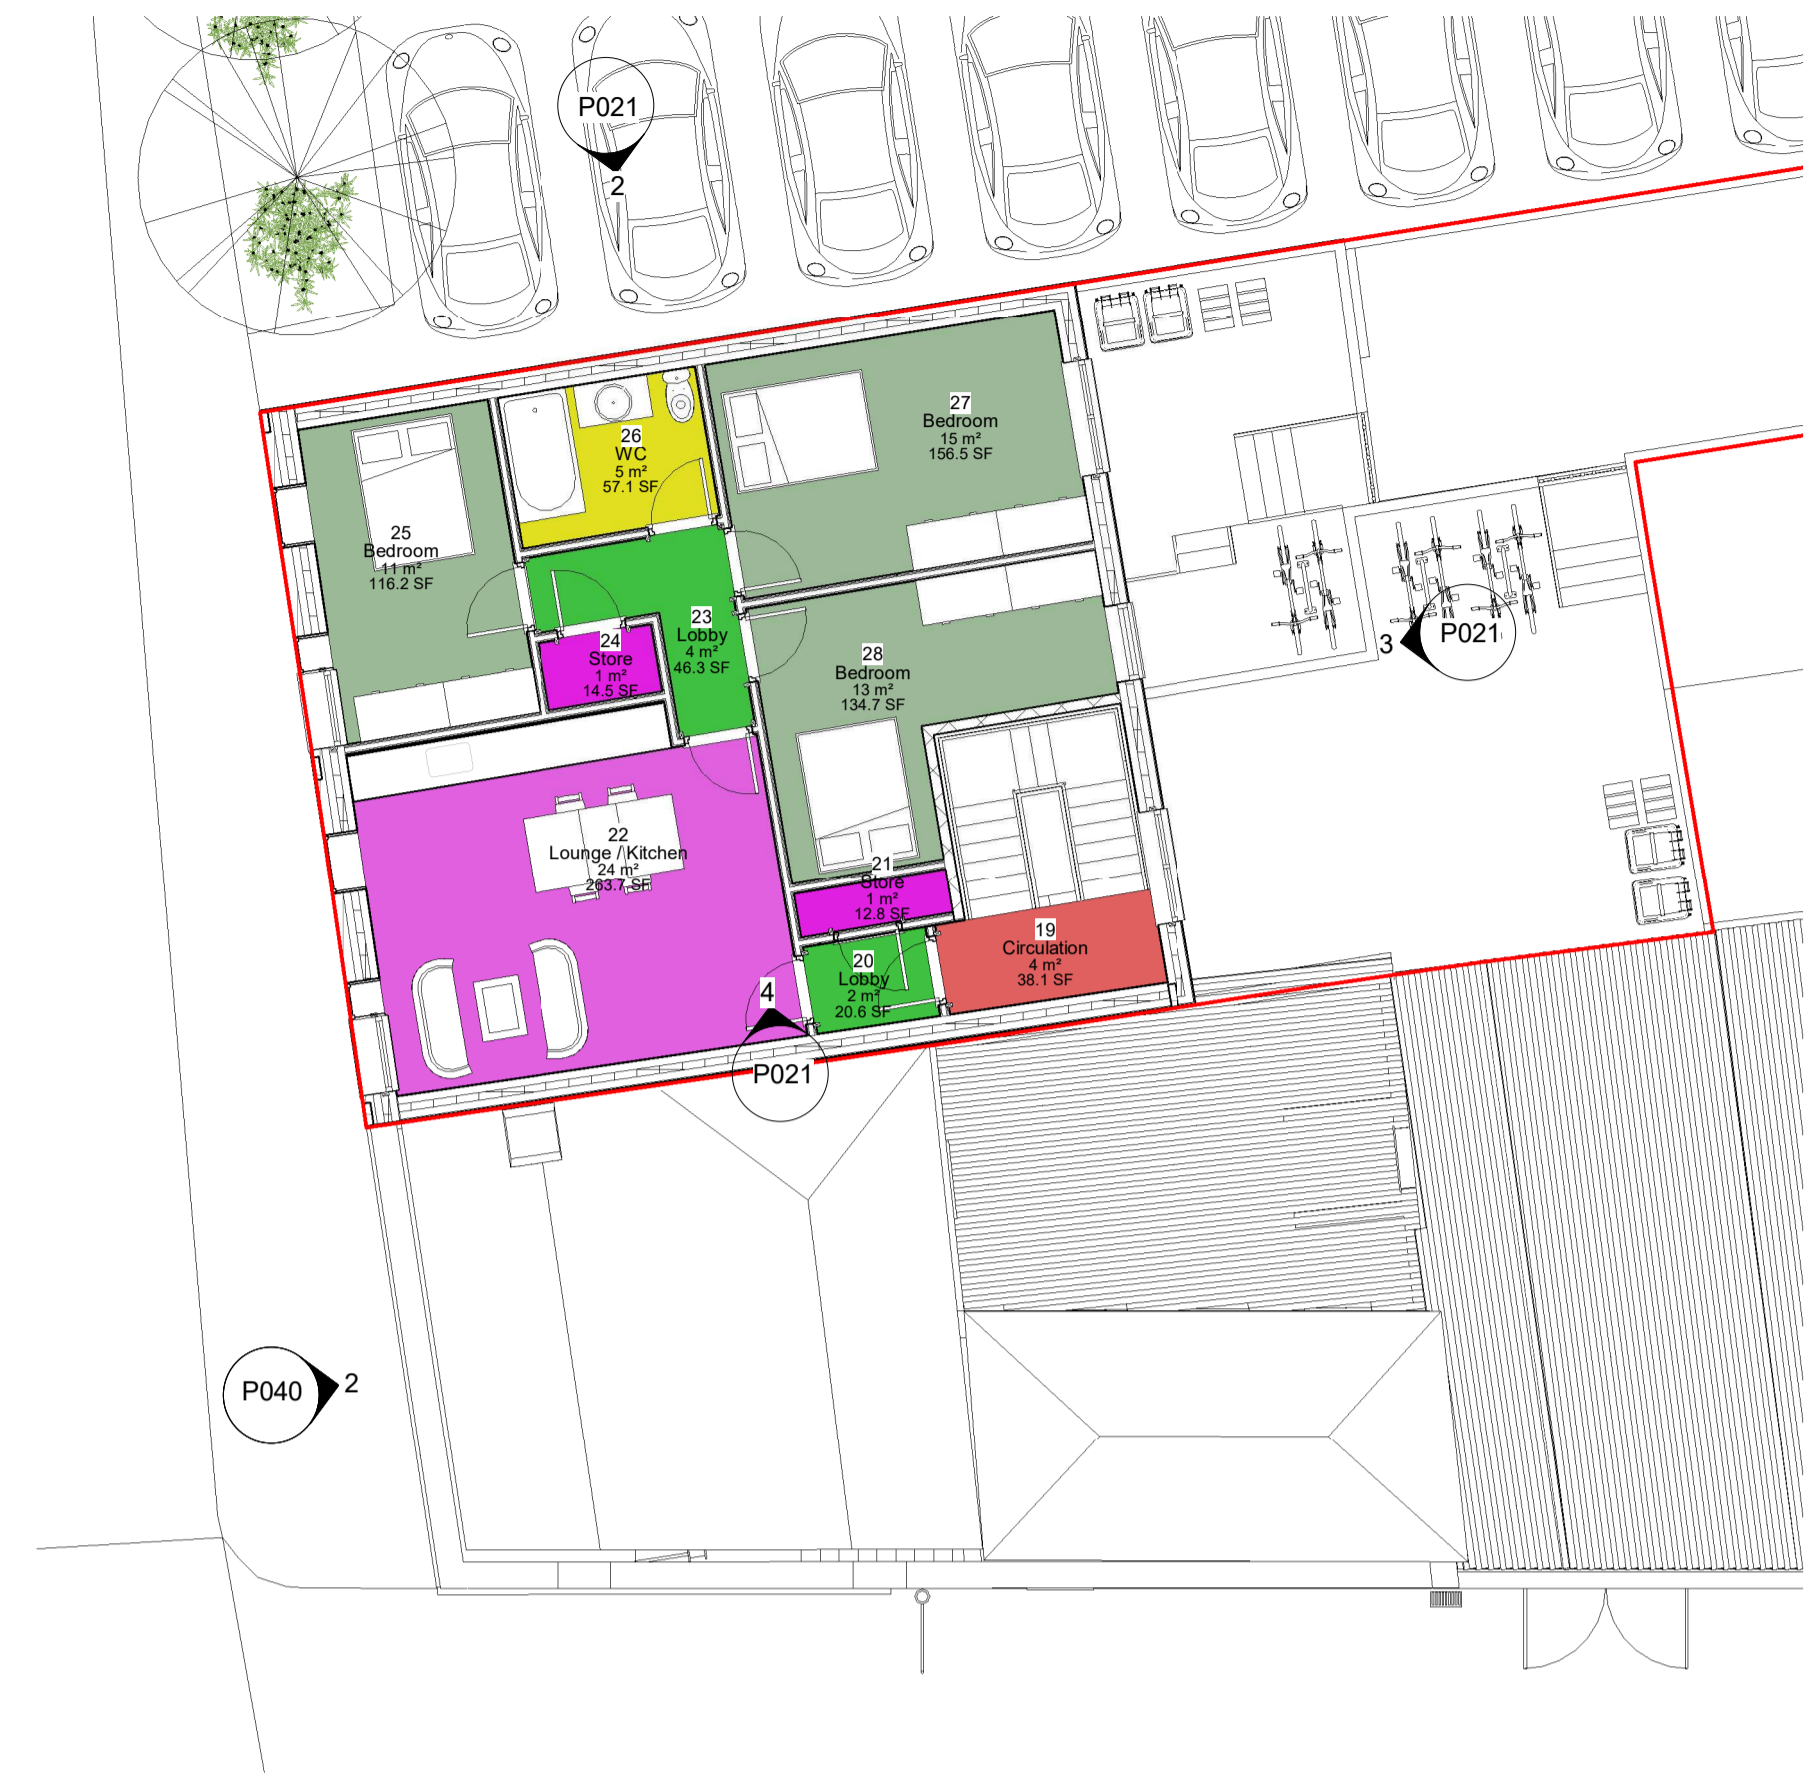 P021
2
27
Bedroom
15 m²
156.5 SF
26
WC
5 m²
57.1 SF
25
Bedroom
11 m²
116.2 SF
23
Lobby
4 m²
46.3 SF
24
Store
1 m²
14.5 SF
3
P021
28
Bedroom
13 m²
134.7 SF
22
Lounge / Kitchen
24 m²
263.7 SF
21
Store
1 m²
12.8 SF
19
Circulation
4 m²
38.1 SF
20
Lobby
2 m²
20.6 SF
4
P021
P040
2